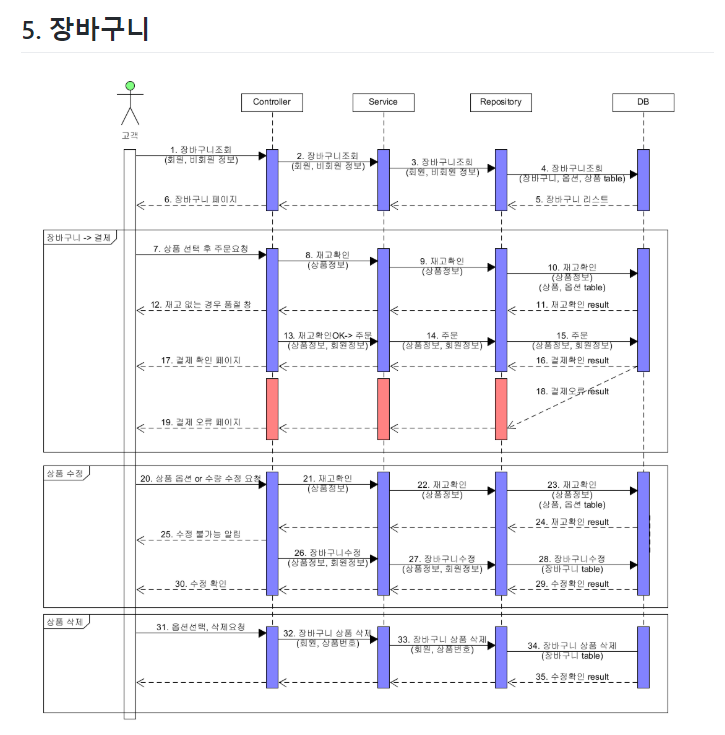 5. 장바구니
고객
Controller
Service
Repository
DB
1. 장바구니조회
(회원, 비회원 정보)
2. 장바구니조회
(회원, 비회원 정보)
3. 장바구니조회
(회원, 비회원 정보)
4. 장바구니조회
(장바구니, 옵션, 상품 table)
5. 장바구니 리스트
6. 장바구니 페이지
장바구니 -> 결제
7. 상품 선택 후 주문요청
8. 재고확인
(상품정보)
9. 재고확인
(상품정보)
10. 재고확인
(상품정보)
(상품, 옵션 table)
11. 재고확인 result
12. 재고 없는 경우 품절 창
13. 재고확인OK-> 주문
(상품정보, 회원정보)
14. 주문
(상품정보, 회원정보)
15. 주문
(상품정보, 회원정보)
16. 결제확인 result
17. 결제 확인 페이지
18. 결제오류 result
19. 결제 오류 페이지
상품 수정
20. 상품 옵션 or 수량 수정 요청
21. 재고확인
(상품정보)
22. 재고확인
(상품정보)
23. 재고확인
(상품정보)
(상품, 옵션 table)
24. 재고확인 result
25. 수정 불가능 알림
26. 장바구니수정
(상품정보, 회원정보)
27. 장바구니수정
(상품정보, 회원정보)
28. 장바구니수정
(장바구니 table)
29. 수정확인 result
30. 수정 확인
상품 삭제
31. 옵션선택, 삭제요청
32. 장바구니 상품 삭제
(회원, 상품번호)
33. 장바구니 상품 삭제
(회원, 상품번호)
34. 장바구니 상품 삭제
(장바구니 table)
35. 수정확인 result